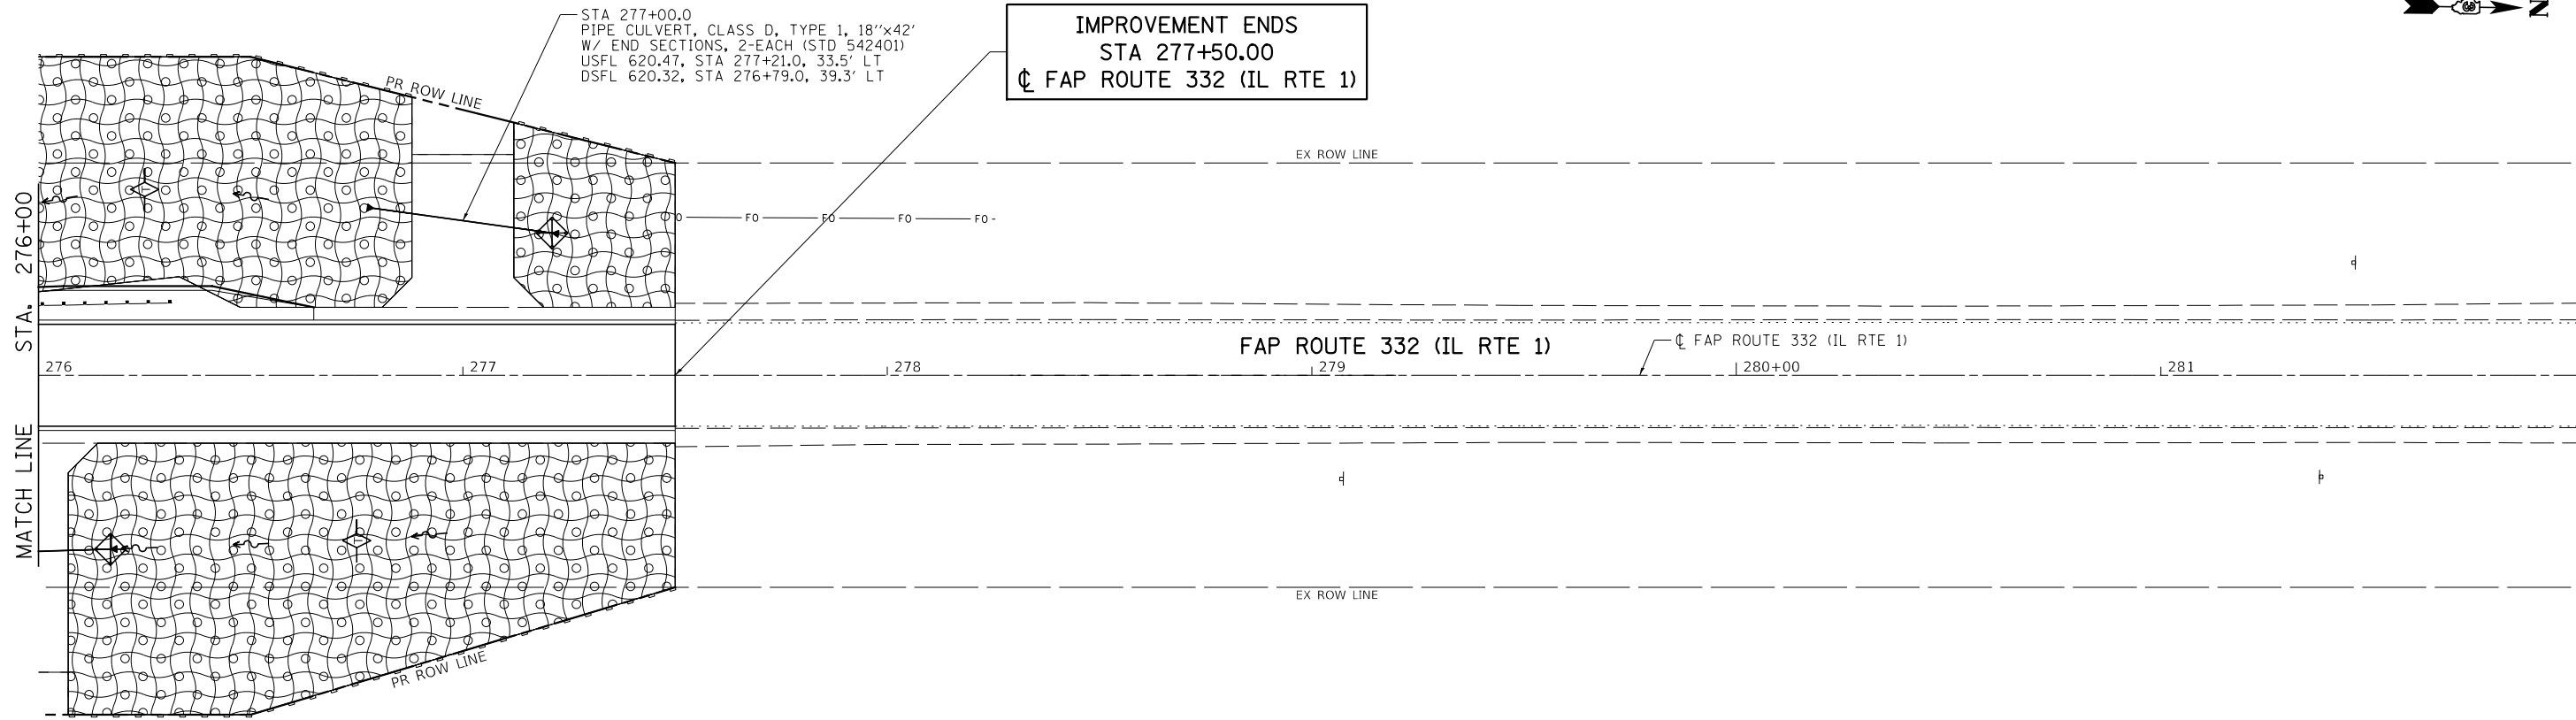 STA 277+00.0
PIPE CULVERT, CLASS D, TYPE 1, 18"x42'
W/ END SECTIONS, 2-EACH (STD 542401)
USFL 620.47, STA 277+21.0, 33.5' LT
DSFL 620.32, STA 276+79.0, 39.3' LT
IMPROVEMENT ENDS
STA 277+50.00
℄ FAP ROUTE 332 (IL RTE 1)
N
PR ROW LINE
EX ROW LINE
FO FO FO FO
MATCH LINE STA. 276+00
FAP ROUTE 332 (IL RTE 1)
℄ FAP ROUTE 332 (IL RTE 1)
276 277 278 279 280+00 281
EX ROW LINE
PR ROW LINE